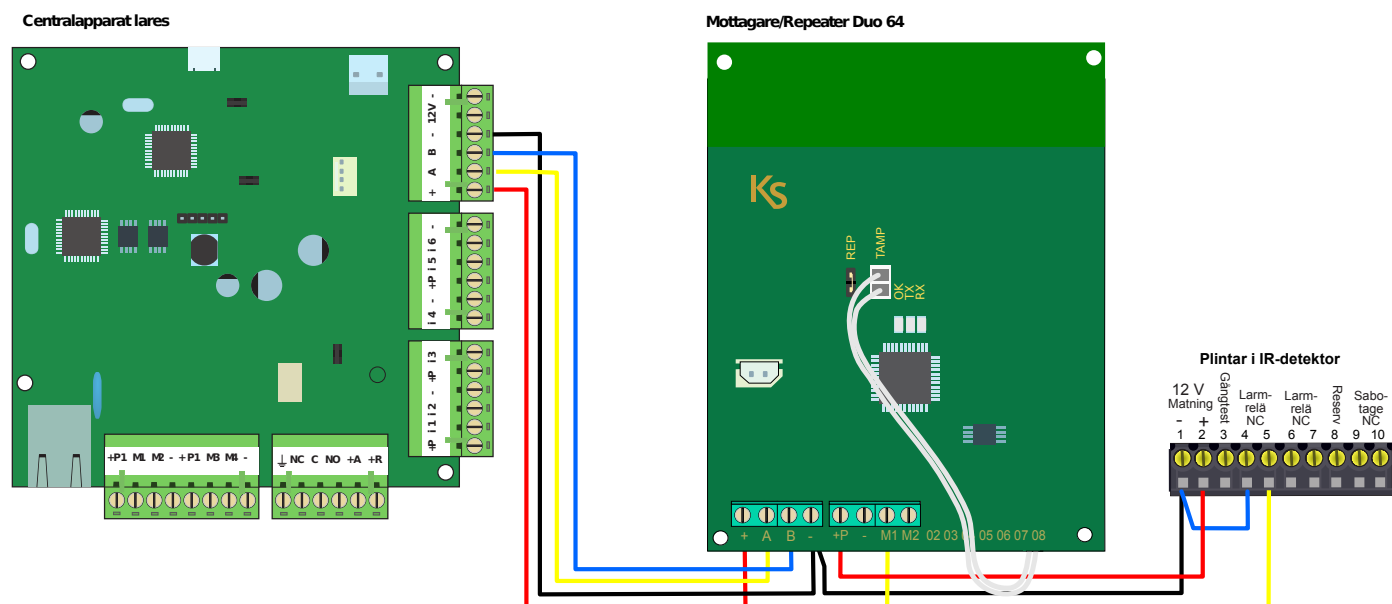 Centralapparat lares
Mottagare/Repeater Duo 64
+ A B - 12V -
i4 - +P i5 i6 -
+P i1 i2 - +P i3
+P1 M1 M2 - +P1 M3 M4 -
NC C NO +A +R
KS
REP
TAMP
OK
TX
RX
+ A B - +P - M1 M2 02 03 05 06 07 08
Plintar i IR-detektor
12 V
Matning
- +
Gångtest
Larm-
relä
NC
Larm-
relä
NC
Reserv
Sabo-
tage
NC
1 2 3 4 5 6 7 8 9 10